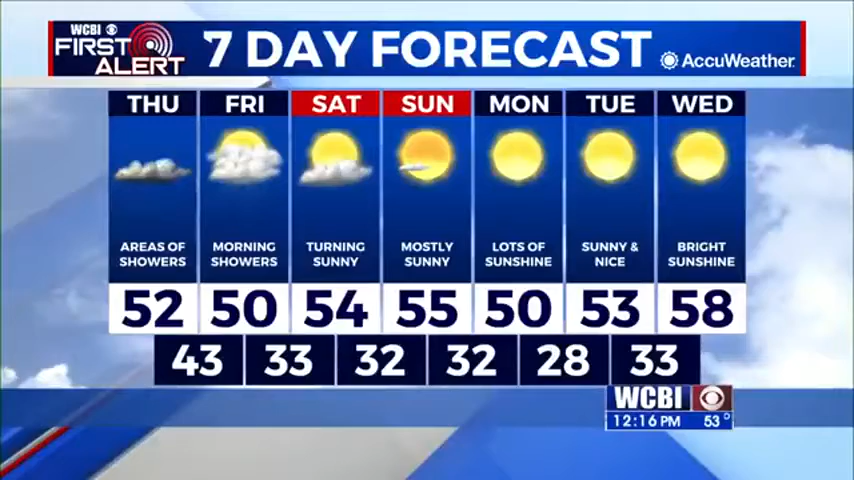 WCBI
FIRST
ALERT
7 DAY FORECAST
AccuWeather
THU FRI SAT SUN MON TUE WED
AREAS OF SHOWERS
MORNING SHOWERS
TURNING SUNNY
MOSTLY SUNNY
LOTS OF SUNSHINE
SUNNY & NICE
BRIGHT SUNSHINE
52 50 54 55 50 53 58
43 33 32 32 28 33
WCBI
12:16 PM 53°